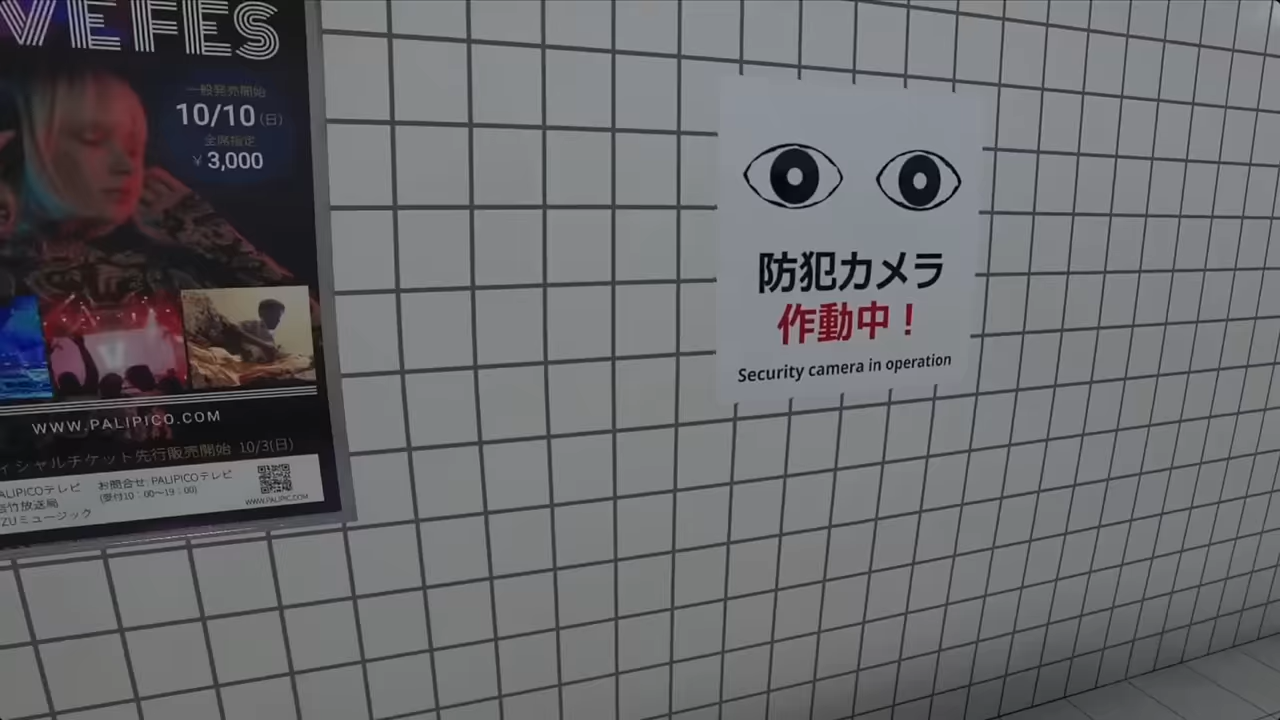 VEFES
一般発売開始
10/10(日)
全席指定
¥3,000
WWW.PALIPICO.COM
ィシャルチケット先行販売開始 10/3(日)
ALIPICOテレビ
竹放送局
ZUミュージック
お問合せ: PALIPICOテレビ
(受付10：00〜19：00)
WWW.PALIPIC.COM
防犯カメラ
作動中！
Security camera in operation